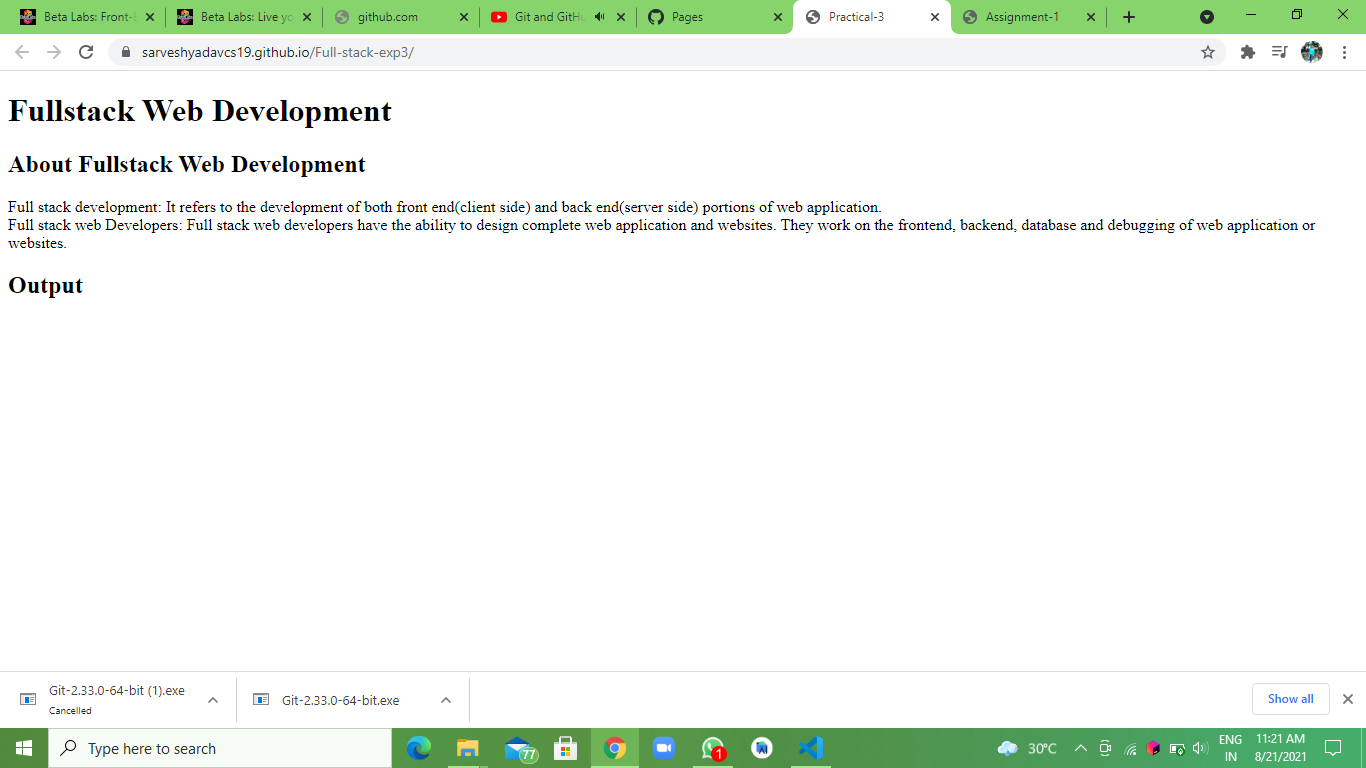 Beta Labs: Front-E
Beta Labs: Live yo
github.com
Git and GitHu
Pages
Practical-3
Assignment-1
sarveshyadavcs19.github.io/Full-stack-exp3/
Fullstack Web Development
About Fullstack Web Development
Full stack development: It refers to the development of both front end(client side) and back end(server side) portions of web application.
Full stack web Developers: Full stack web developers have the ability to design complete web application and websites. They work on the frontend, backend, database and debugging of web application or
websites.
Output
Git-2.33.0-64-bit (1).exe
Cancelled
Git-2.33.0-64-bit.exe
Show all
Type here to search
77
1
30°C
ENG
IN
11:21 AM
8/21/2021